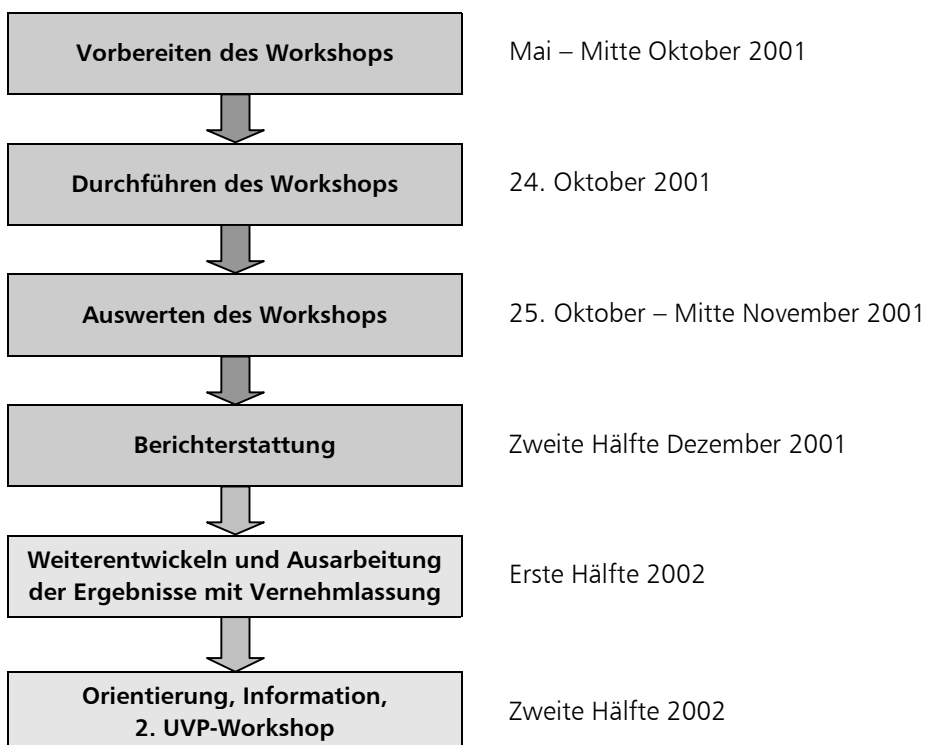 Vorbereiten des Workshops
Mai – Mitte Oktober 2001
Durchführen des Workshops
24. Oktober 2001
Auswerten des Workshops
25. Oktober – Mitte November 2001
Berichterstattung
Zweite Hälfte Dezember 2001
Weiterentwickeln und Ausarbeitung
der Ergebnisse mit Vernehmlassung
Erste Hälfte 2002
Orientierung, Information,
2. UVP-Workshop
Zweite Hälfte 2002